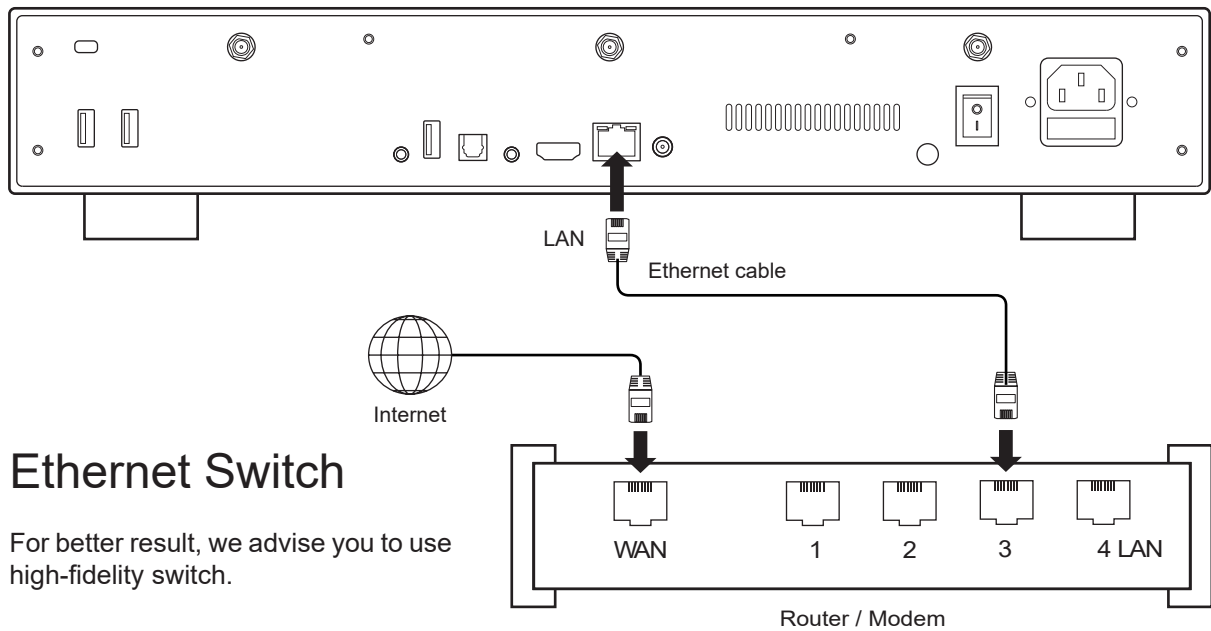 LAN
Ethernet cable
Internet
Ethernet Switch
For better result, we advise you to use
high-fidelity switch.
WAN 1 2 3 4 LAN
Router / Modem